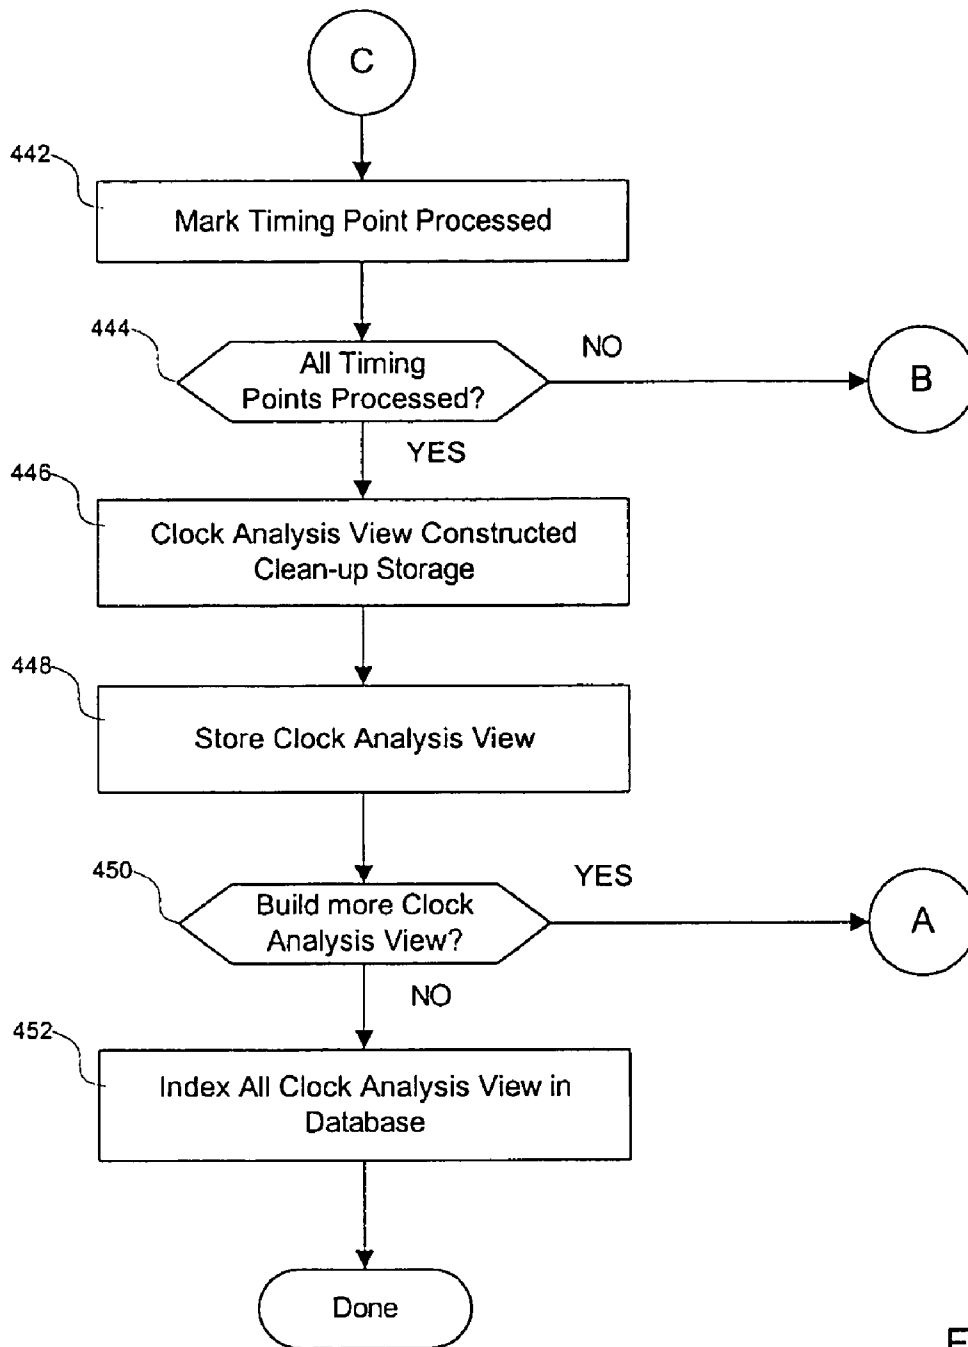 C
442
Mark Timing Point Processed
444
All Timing
Points Processed?
NO
B
YES
446
Clock Analysis View Constructed
Clean-up Storage
448
Store Clock Analysis View
450
Build more Clock
Analysis View?
YES
A
NO
452
Index All Clock Analysis View in
Database
Done